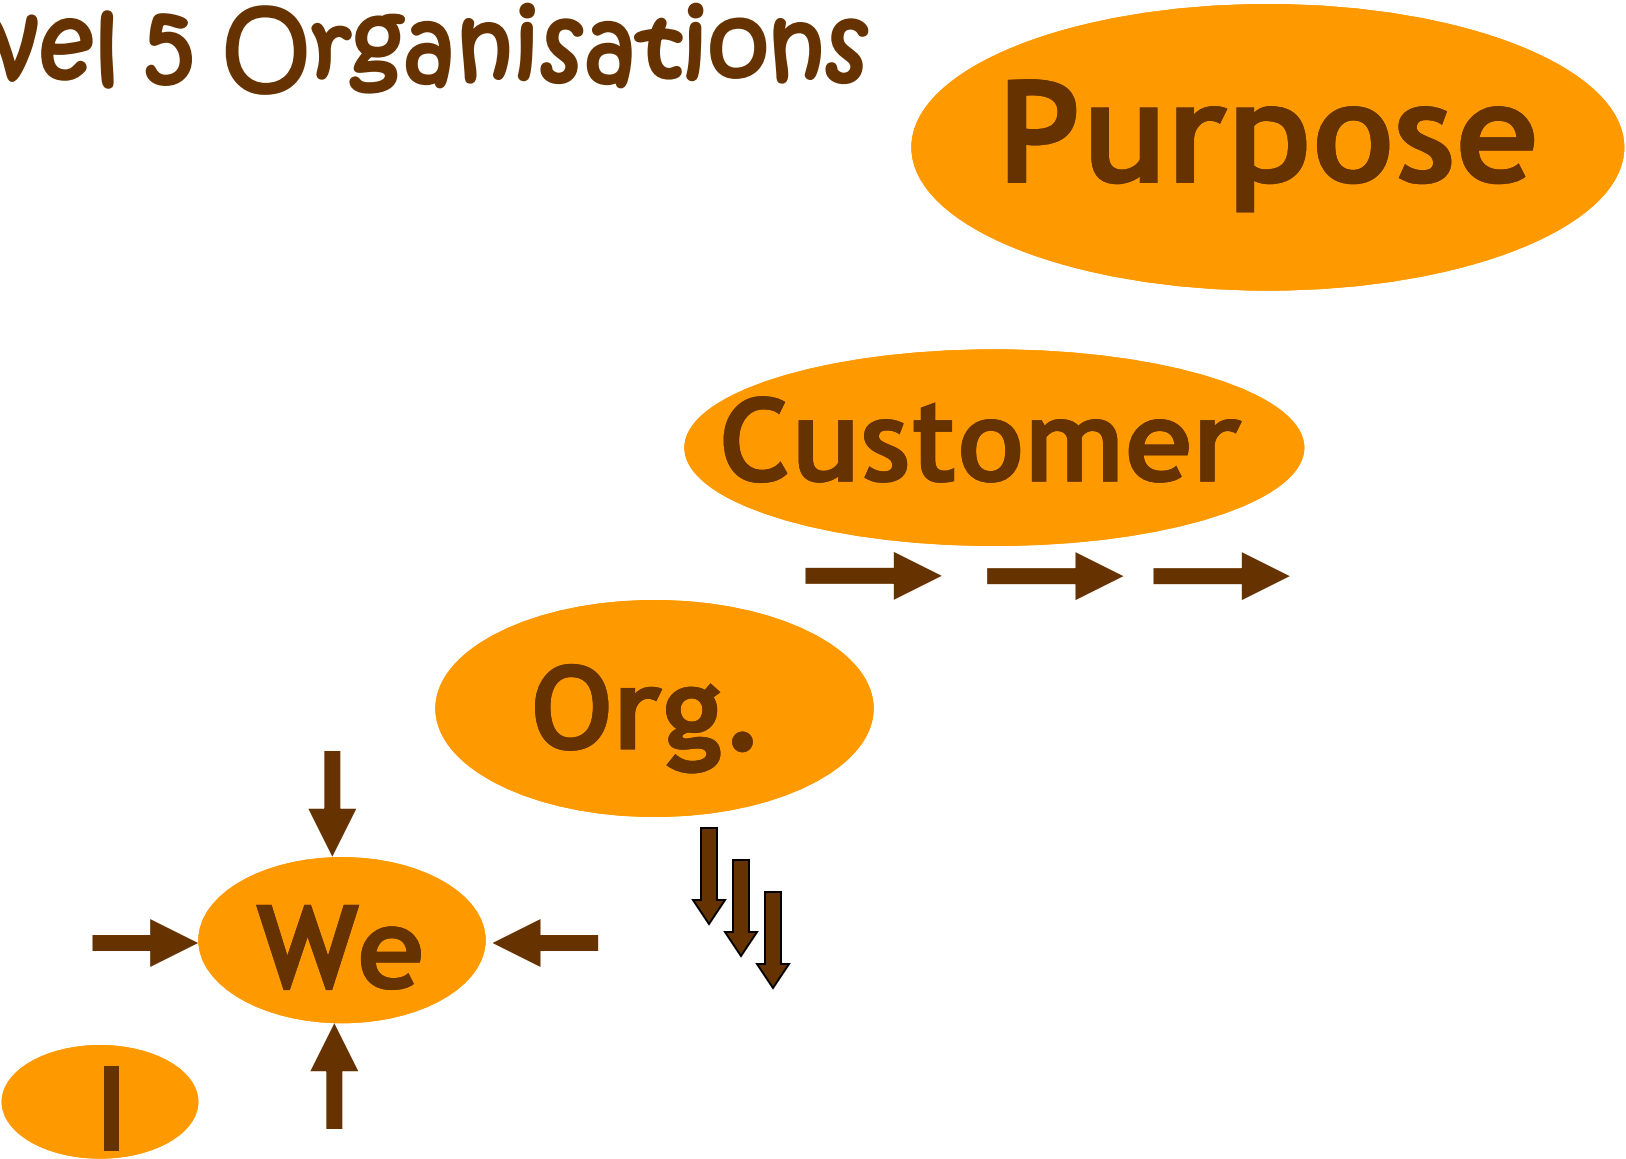 vel 5 Organisations
Purpose
Customer
Org.
We
I